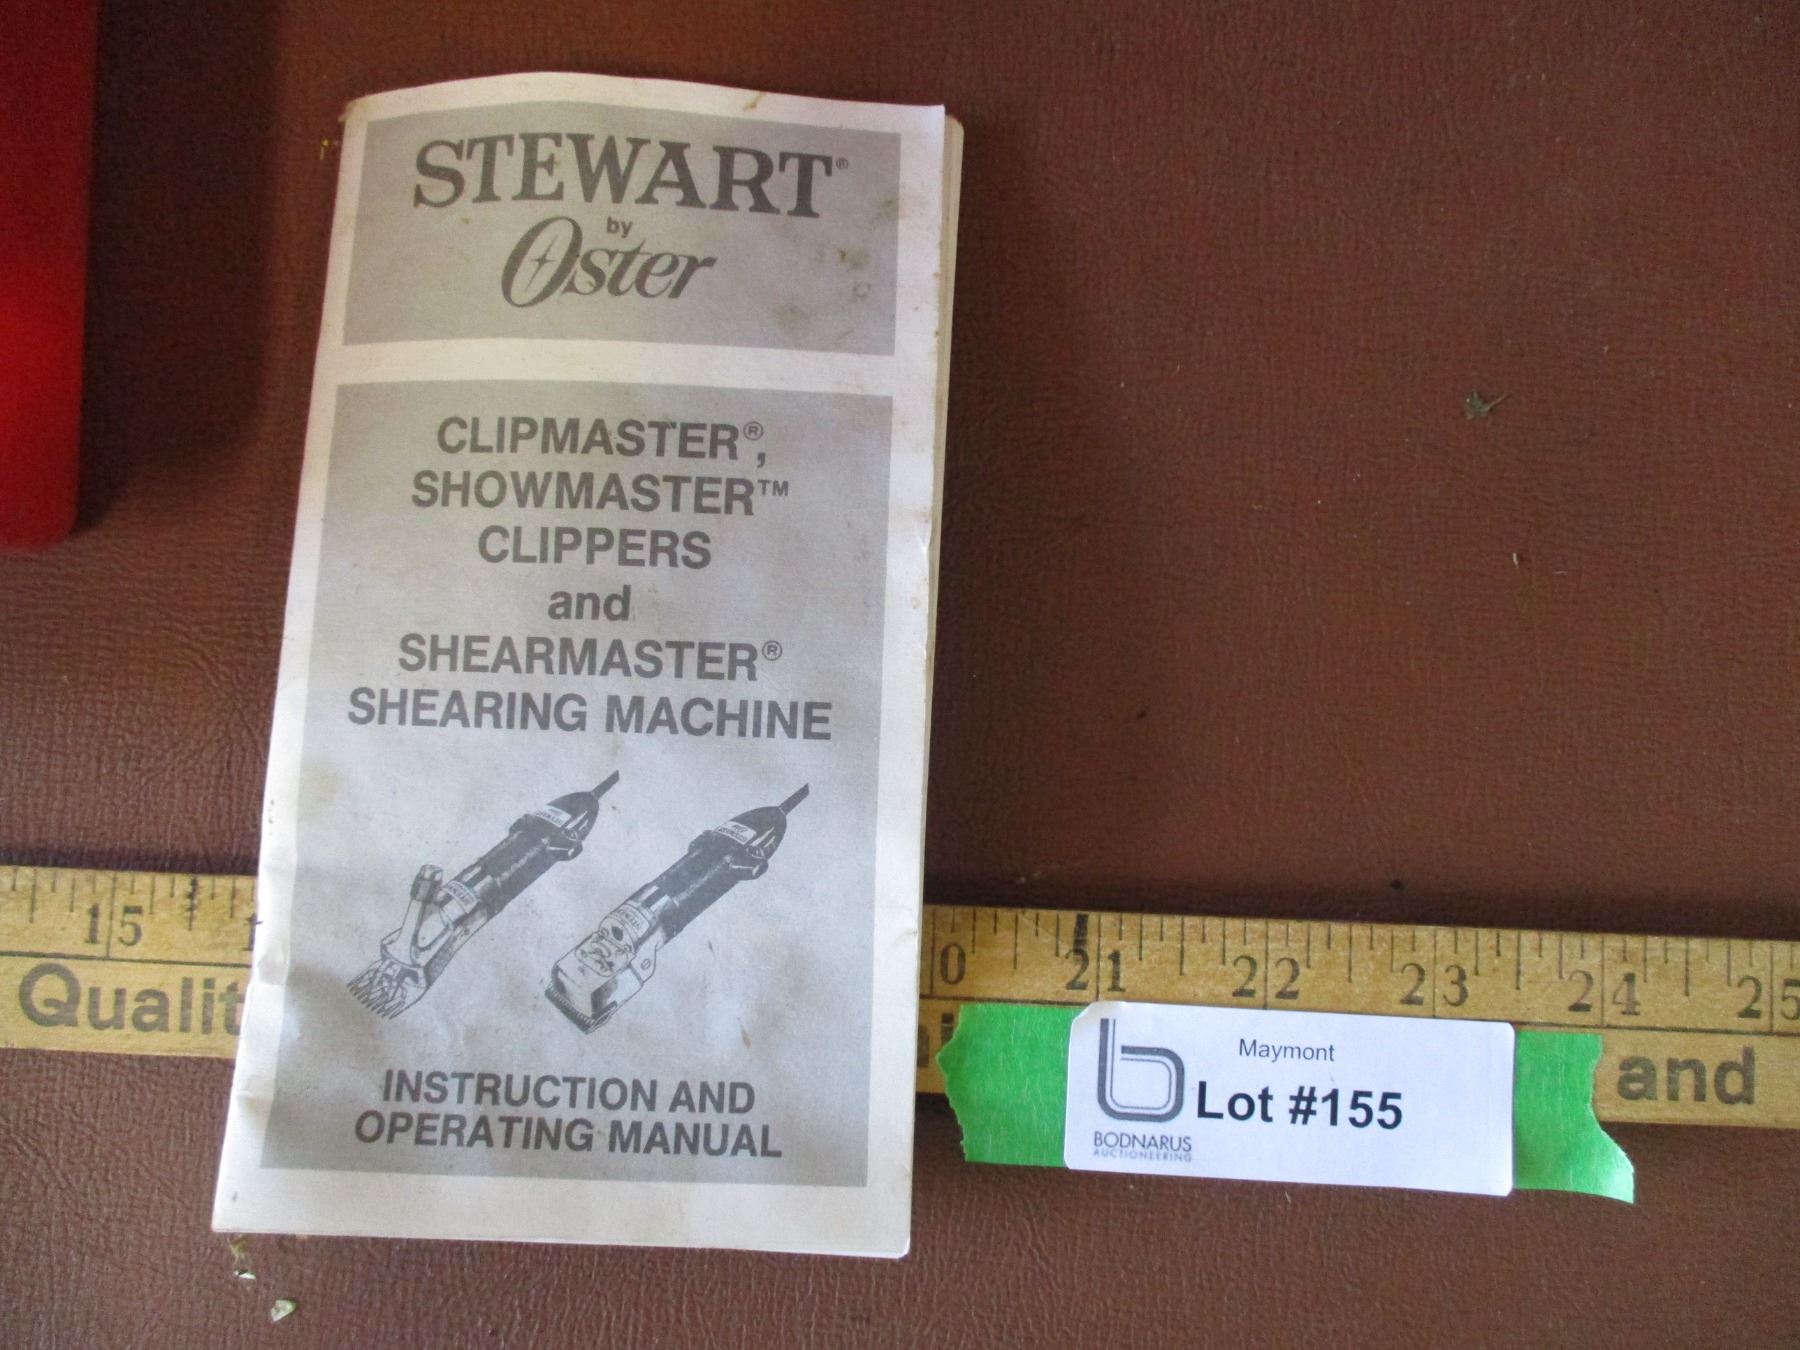 STEWART®
by
Oster
CLIPMASTER®,
SHOWMASTER™
CLIPPERS
and
SHEARMASTER®
SHEARING MACHINE
INSTRUCTION AND
OPERATING MANUAL
15 0 21 22 23 24 25
Qualit and
Maymont
Lot #155
BODNARUS
AUCTIONEERING